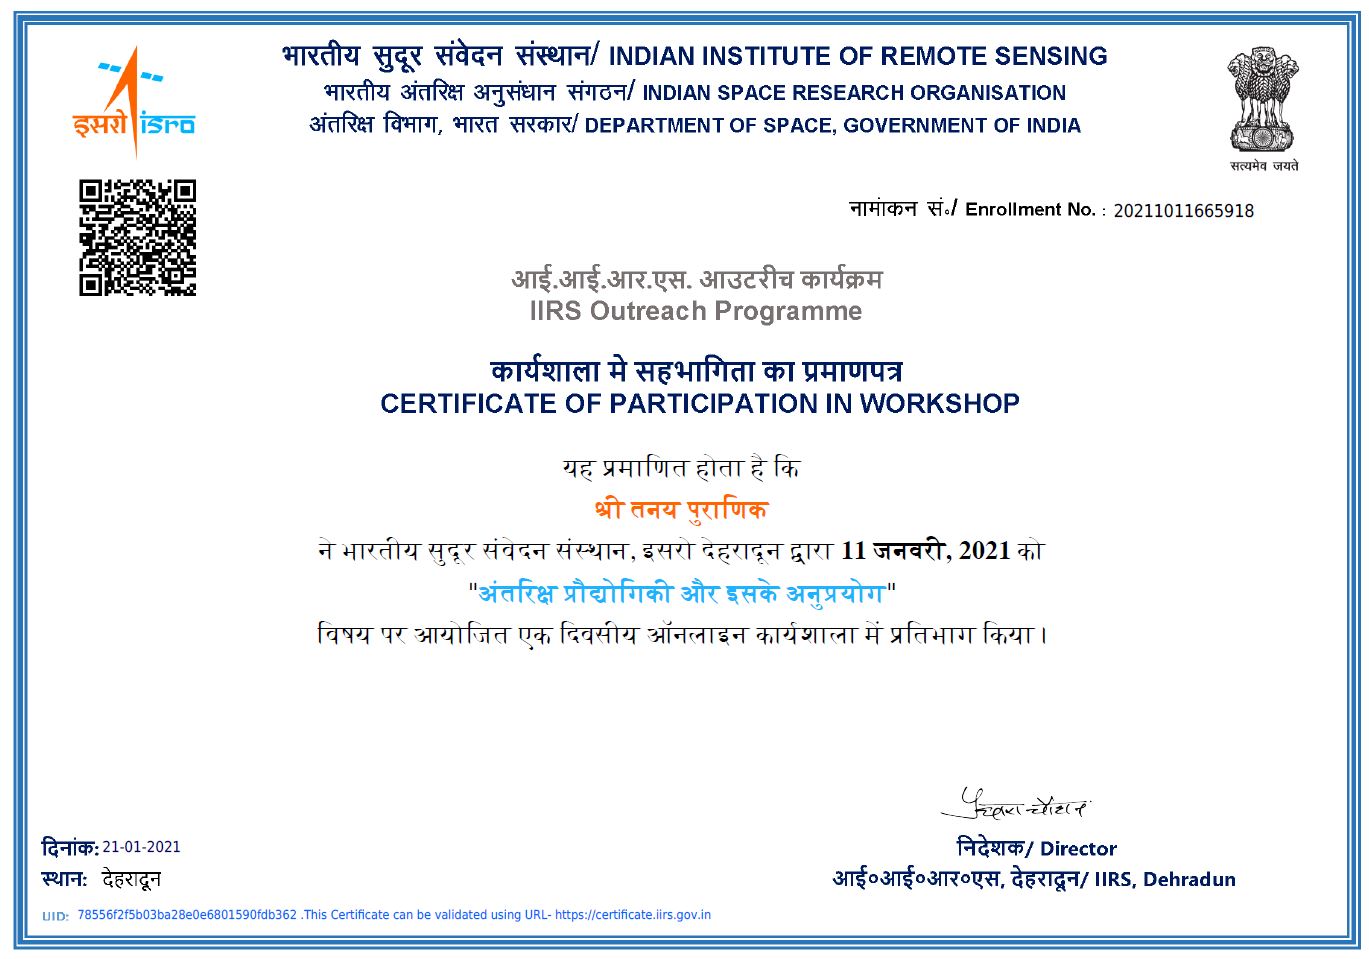 भारतीय सुदूर संवेदन संस्थान/ INDIAN INSTITUTE OF REMOTE SENSING
भारतीय अंतरिक्ष अनुसंधान संगठन/ INDIAN SPACE RESEARCH ORGANISATION
अंतरिक्ष विभाग, भारत सरकार/ DEPARTMENT OF SPACE, GOVERNMENT OF INDIA
इसरो isro
सत्यमेव जयते
नामांकन सं॰/ Enrollment No. : 20211011665918
आई.आई.आर.एस. आउटरीच कार्यक्रम
IIRS Outreach Programme
कार्यशाला मे सहभागिता का प्रमाणपत्र
CERTIFICATE OF PARTICIPATION IN WORKSHOP
यह प्रमाणित होता है कि
श्री तनय पुराणिक
ने भारतीय सुदूर संवेदन संस्थान, इसरो देहरादून द्वारा 11 जनवरी, 2021 को
"अंतरिक्ष प्रौद्योगिकी और इसके अनुप्रयोग"
विषय पर आयोजित एक दिवसीय ऑनलाइन कार्यशाला में प्रतिभाग किया।
दिनांक: 21-01-2021
स्थान: देहरादून
निदेशक/ Director
आई॰आई॰आर॰एस, देहरादून/ IIRS, Dehradun
UID: 78556f2f5b03ba28e0e6801590fdb362 .This Certificate can be validated using URL- https://certificate.iirs.gov.in